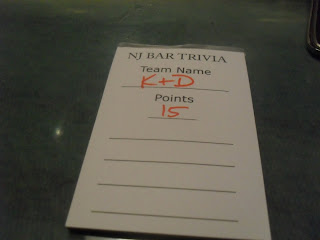 NJ BAR TRIVIA
Team Name
K+D
Points
15